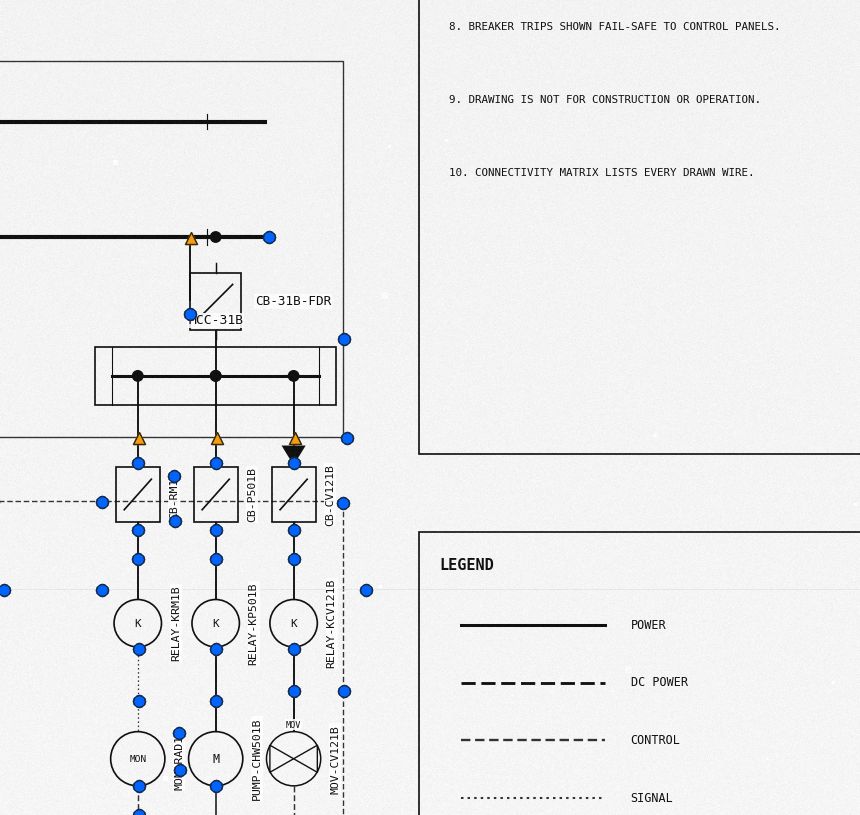 8. BREAKER TRIPS SHOWN FAIL-SAFE TO CONTROL PANELS.
9. DRAWING IS NOT FOR CONSTRUCTION OR OPERATION.
10. CONNECTIVITY MATRIX LISTS EVERY DRAWN WIRE.
CB-31B-FDR
MCC-31B
CB-P501B
CB-CV121B
K
K
K
RELAY-KRM1B
RELAY-KP501B
RELAY-KCV121B
MOV
MON
M
PUMP-CHW501B
MOV-CV121B
LEGEND
POWER
DC POWER
CONTROL
SIGNAL